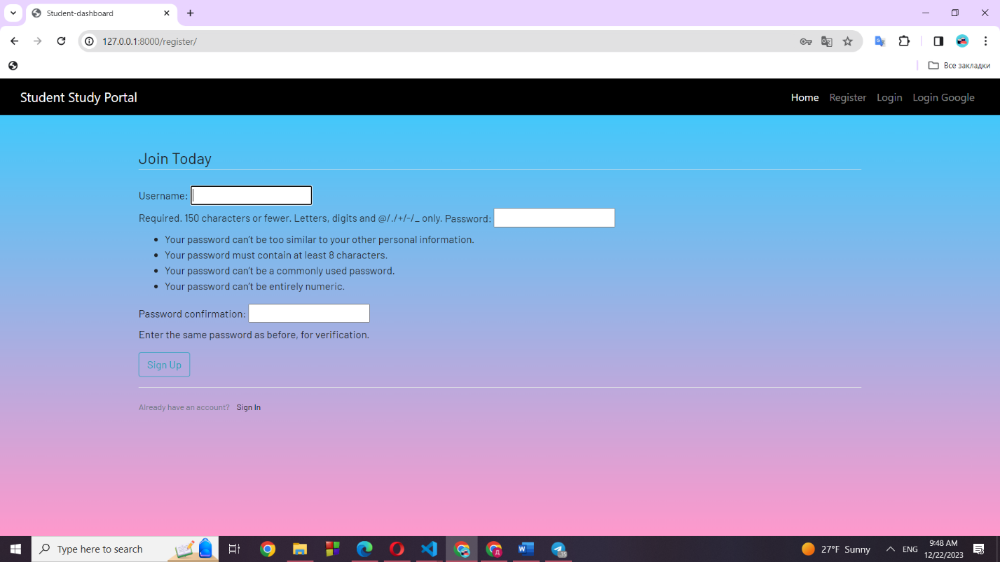 Student-dashboard
127.0.0.1:8000/register/
Все закладки
Student Study Portal
Home Register Login Login Google
Join Today
Username:
Required. 150 characters or fewer. Letters, digits and @/./+/-/_ only. Password:
Your password can’t be too similar to your other personal information.
Your password must contain at least 8 characters.
Your password can’t be a commonly used password.
Your password can’t be entirely numeric.
Password confirmation:
Enter the same password as before, for verification.
Sign Up
Already have an account? Sign In
Type here to search
27°F Sunny
ENG
9:48 AM
12/22/2023